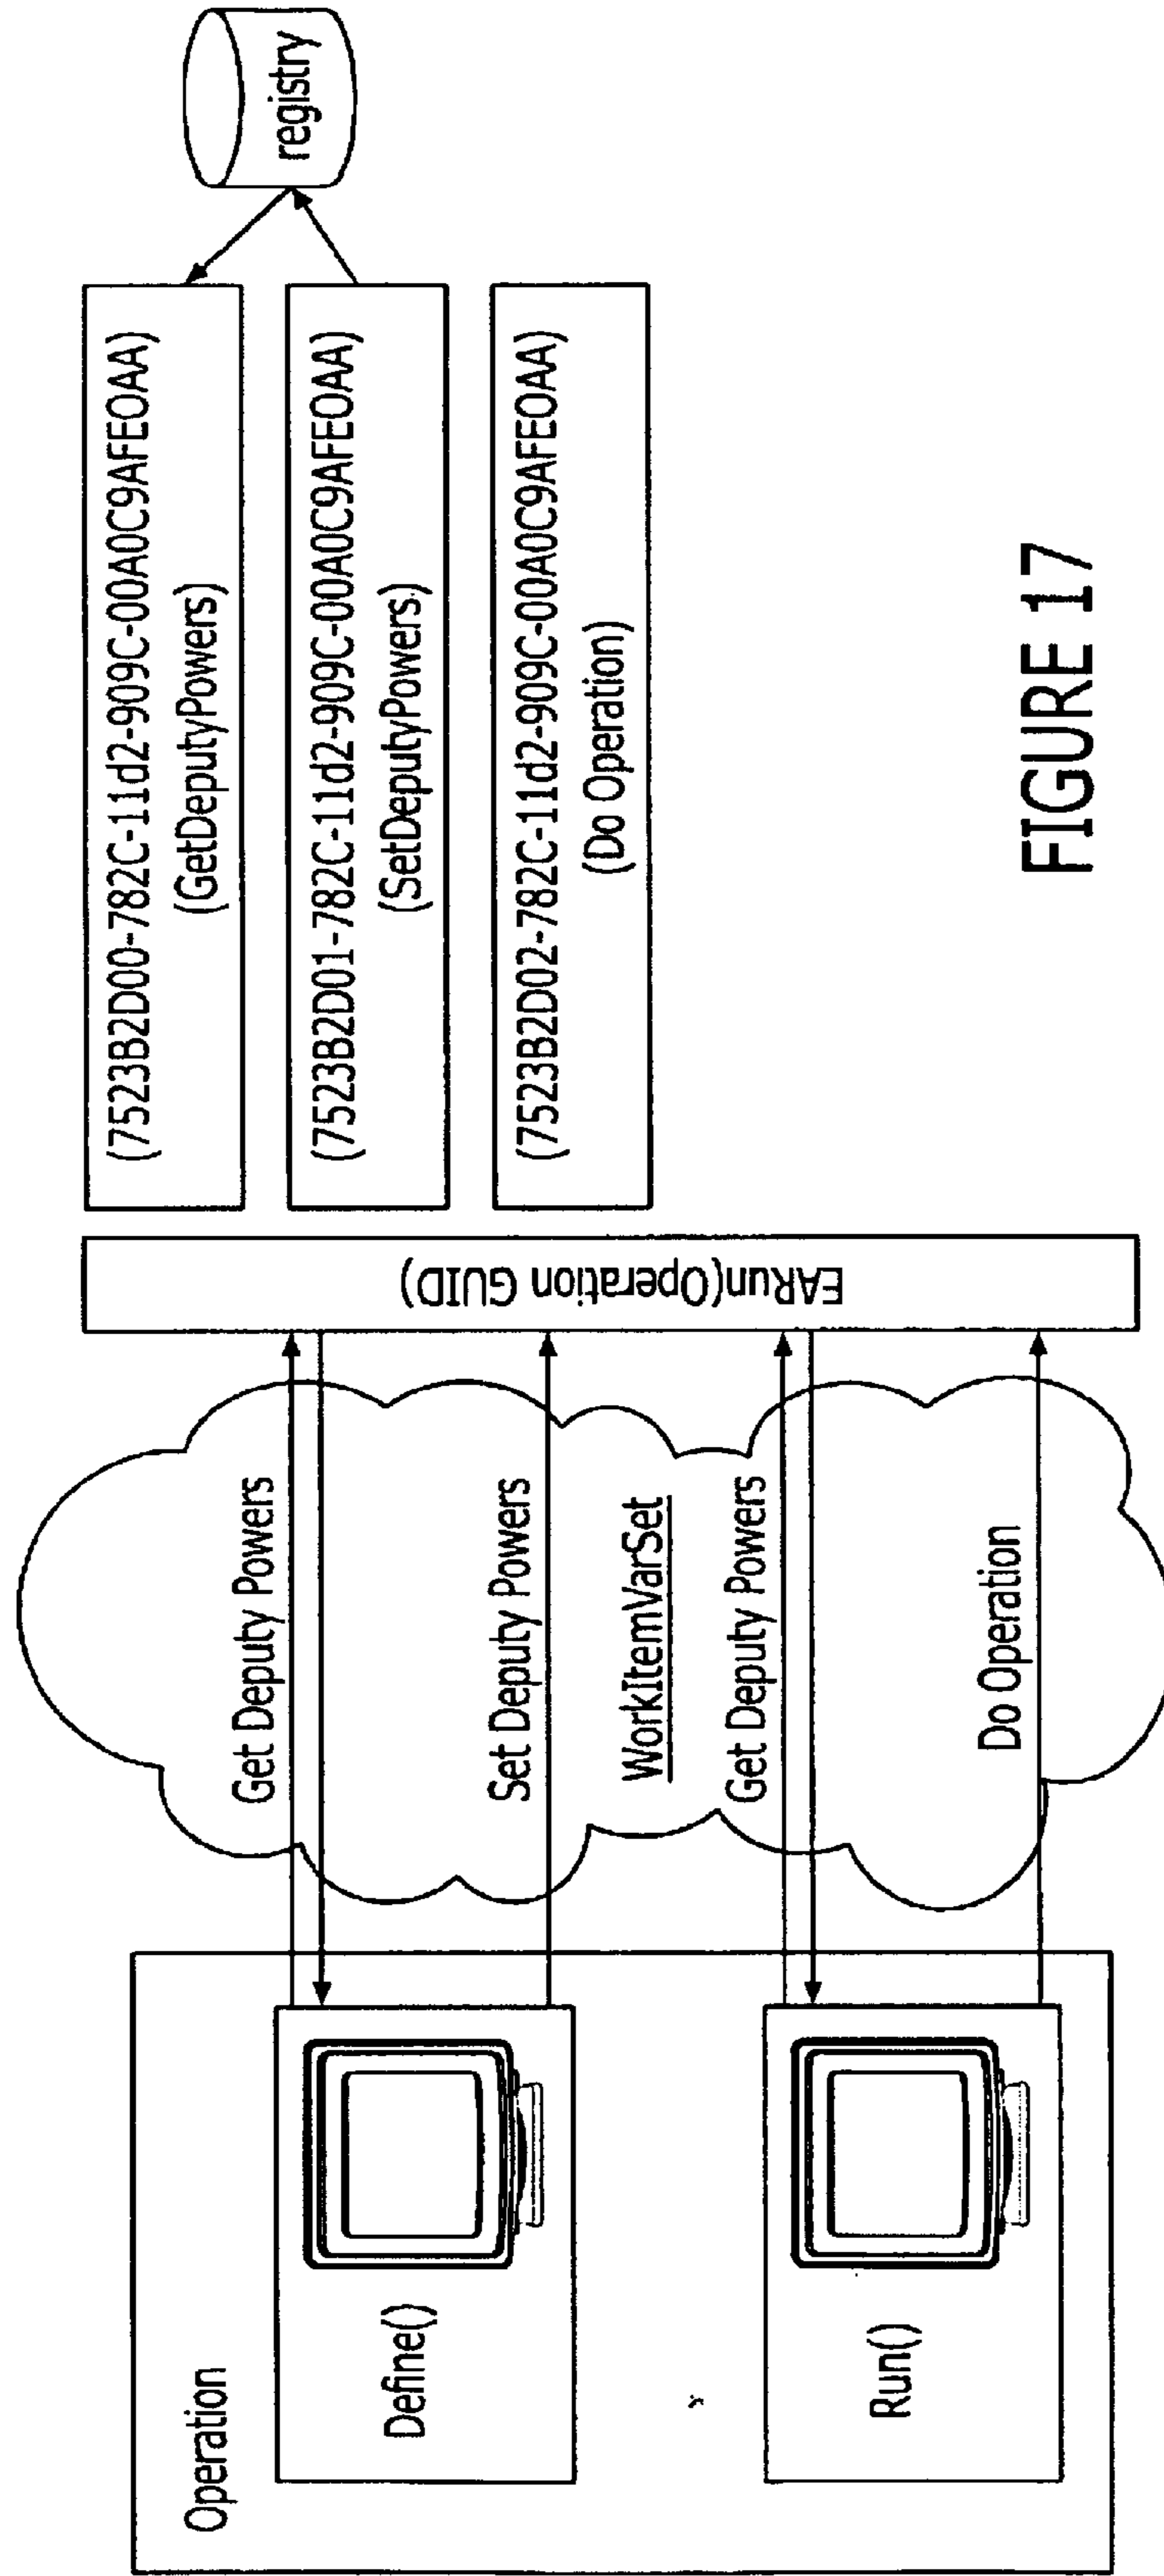 Operation
Define()
Run()
Get Deputy Powers
Set Deputy Powers
WorkItemVarSet
Get Deputy Powers
Do Operation
EARun(Operation GUID)
(7523B2D00-782C-11d2-909C-00A0C9AFE0AA)
(GetDeputyPowers)
(7523B2D01-782C-11d2-909C-00A0C9AFE0AA)
(SetDeputyPowers)
(7523B2D02-782C-11d2-909C-00A0C9AFE0AA)
(Do Operation)
registry
FIGURE 17